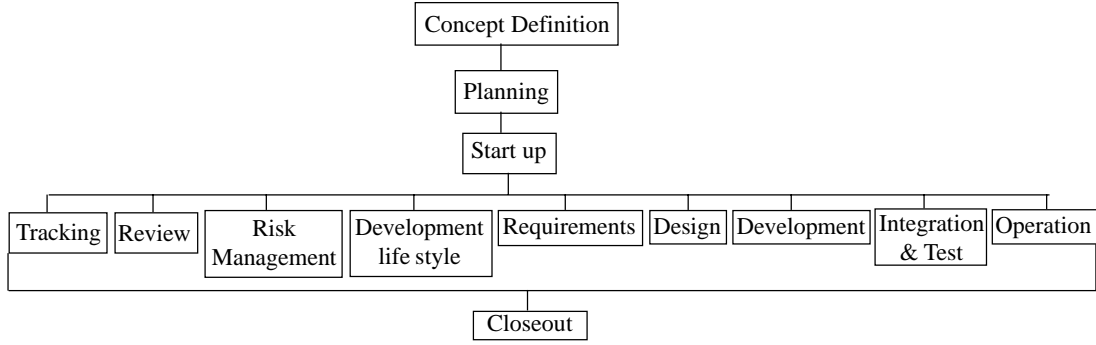 Concept Definition
Planning
Start up
Tracking
Review
Risk
Management
Development
life style
Requirements
Design
Development
Integration
& Test
Operation
Closeout